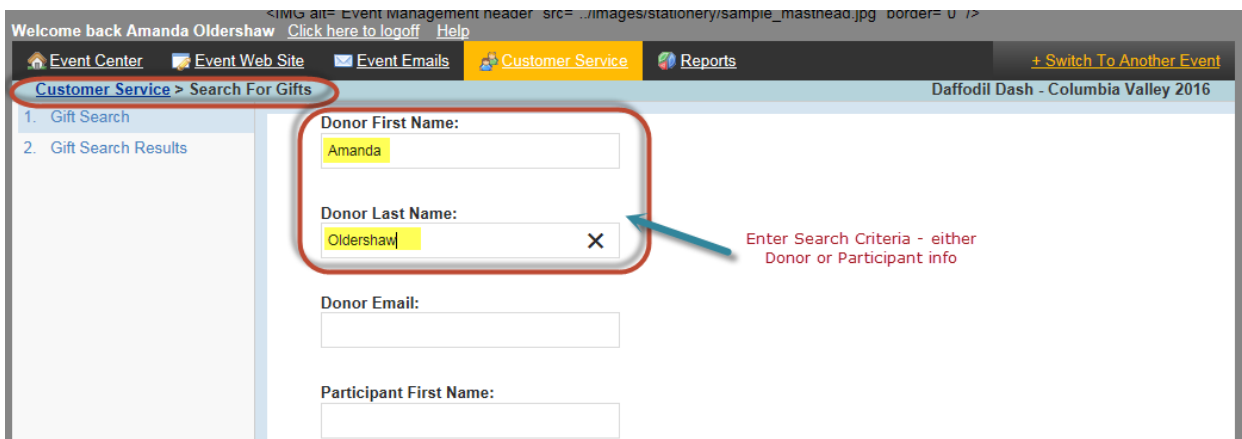 <IMG alt="Event Management header" src="../images/stationery/sample_masthead.jpg" border="0" />
Welcome back Amanda Oldershaw Click here to logoff Help
Event Center Event Web Site Event Emails Customer Service Reports + Switch To Another Event
Customer Service > Search For Gifts Daffodil Dash - Columbia Valley 2016
1. Gift Search
2. Gift Search Results
Donor First Name:
Amanda
Donor Last Name:
Oldershaw
Enter Search Criteria - either
Donor or Participant info
Donor Email:
Participant First Name: